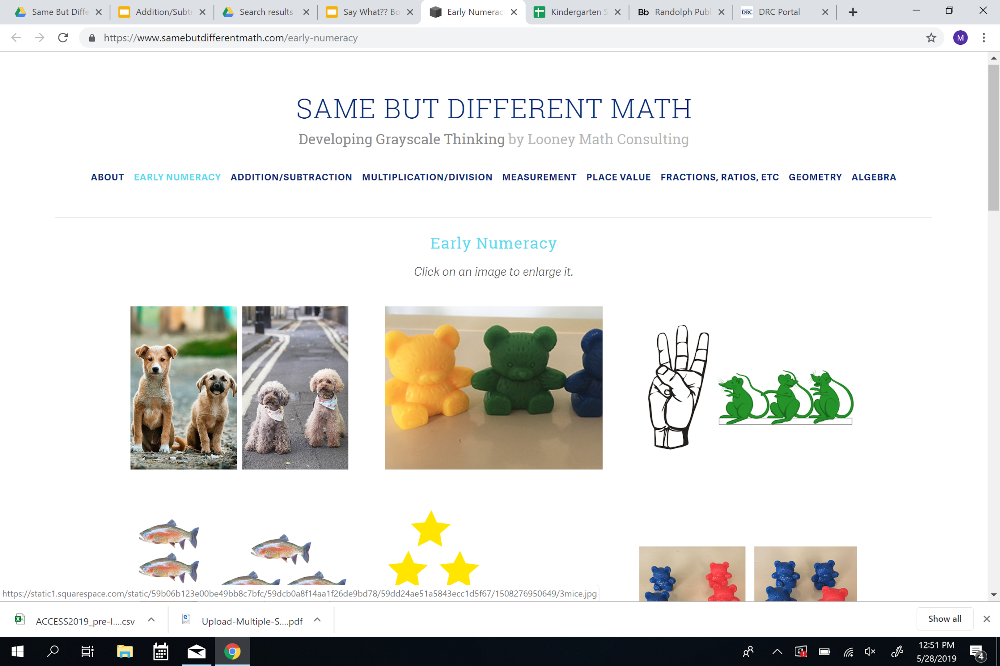 Same But Diffe
Addition/Subtr
Search results -
Say What?? Bo
Early Numeracy
Kindergarten S
Bb Randolph Publ
DRC DRC Portal
https://www.samebutdifferentmath.com/early-numeracy
M
SAME BUT DIFFERENT MATH
Developing Grayscale Thinking by Looney Math Consulting
ABOUT EARLY NUMERACY ADDITION/SUBTRACTION MULTIPLICATION/DIVISION MEASUREMENT PLACE VALUE FRACTIONS, RATIOS, ETC GEOMETRY ALGEBRA
Early Numeracy
Click on an image to enlarge it.
https://static1.squarespace.com/static/59b06b123e00be49bb8c7bfc/59dcb0a8f14aa1f26de9bd78/59dd24ae51a5843ecc1d5f67/1508276950649/3mice.jpg
ACCESS2019_pre-l....csv
pdf
Upload-Multiple-S....pdf
Show all
12:51 PM
5/28/2019
4